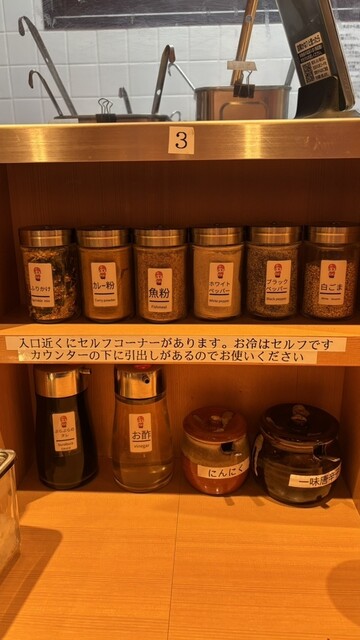 3
ふりかけ
カレー粉
curry powder
魚粉
ホワイト
ペッパー
ブラック
ペッパー
白ごま
入口近くにセルフコーナーがあります。お冷はセルフです
カウンターの下に引出しがあるのでお使いください
お酢
vinegar
にんにく
一味唐辛